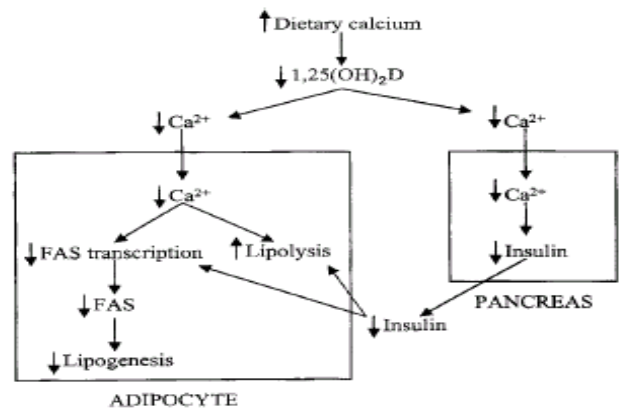 ↑Dietary calcium
↓1,25(OH)₂D
↓Ca²⁺ ↓Ca²⁺
↓Ca²⁺ ↓Ca²⁺
↓FAS transcription ↑Lipolysis ↓Insulin
↓FAS PANCREAS
↓Insulin
↓Lipogenesis
ADIPOCYTE